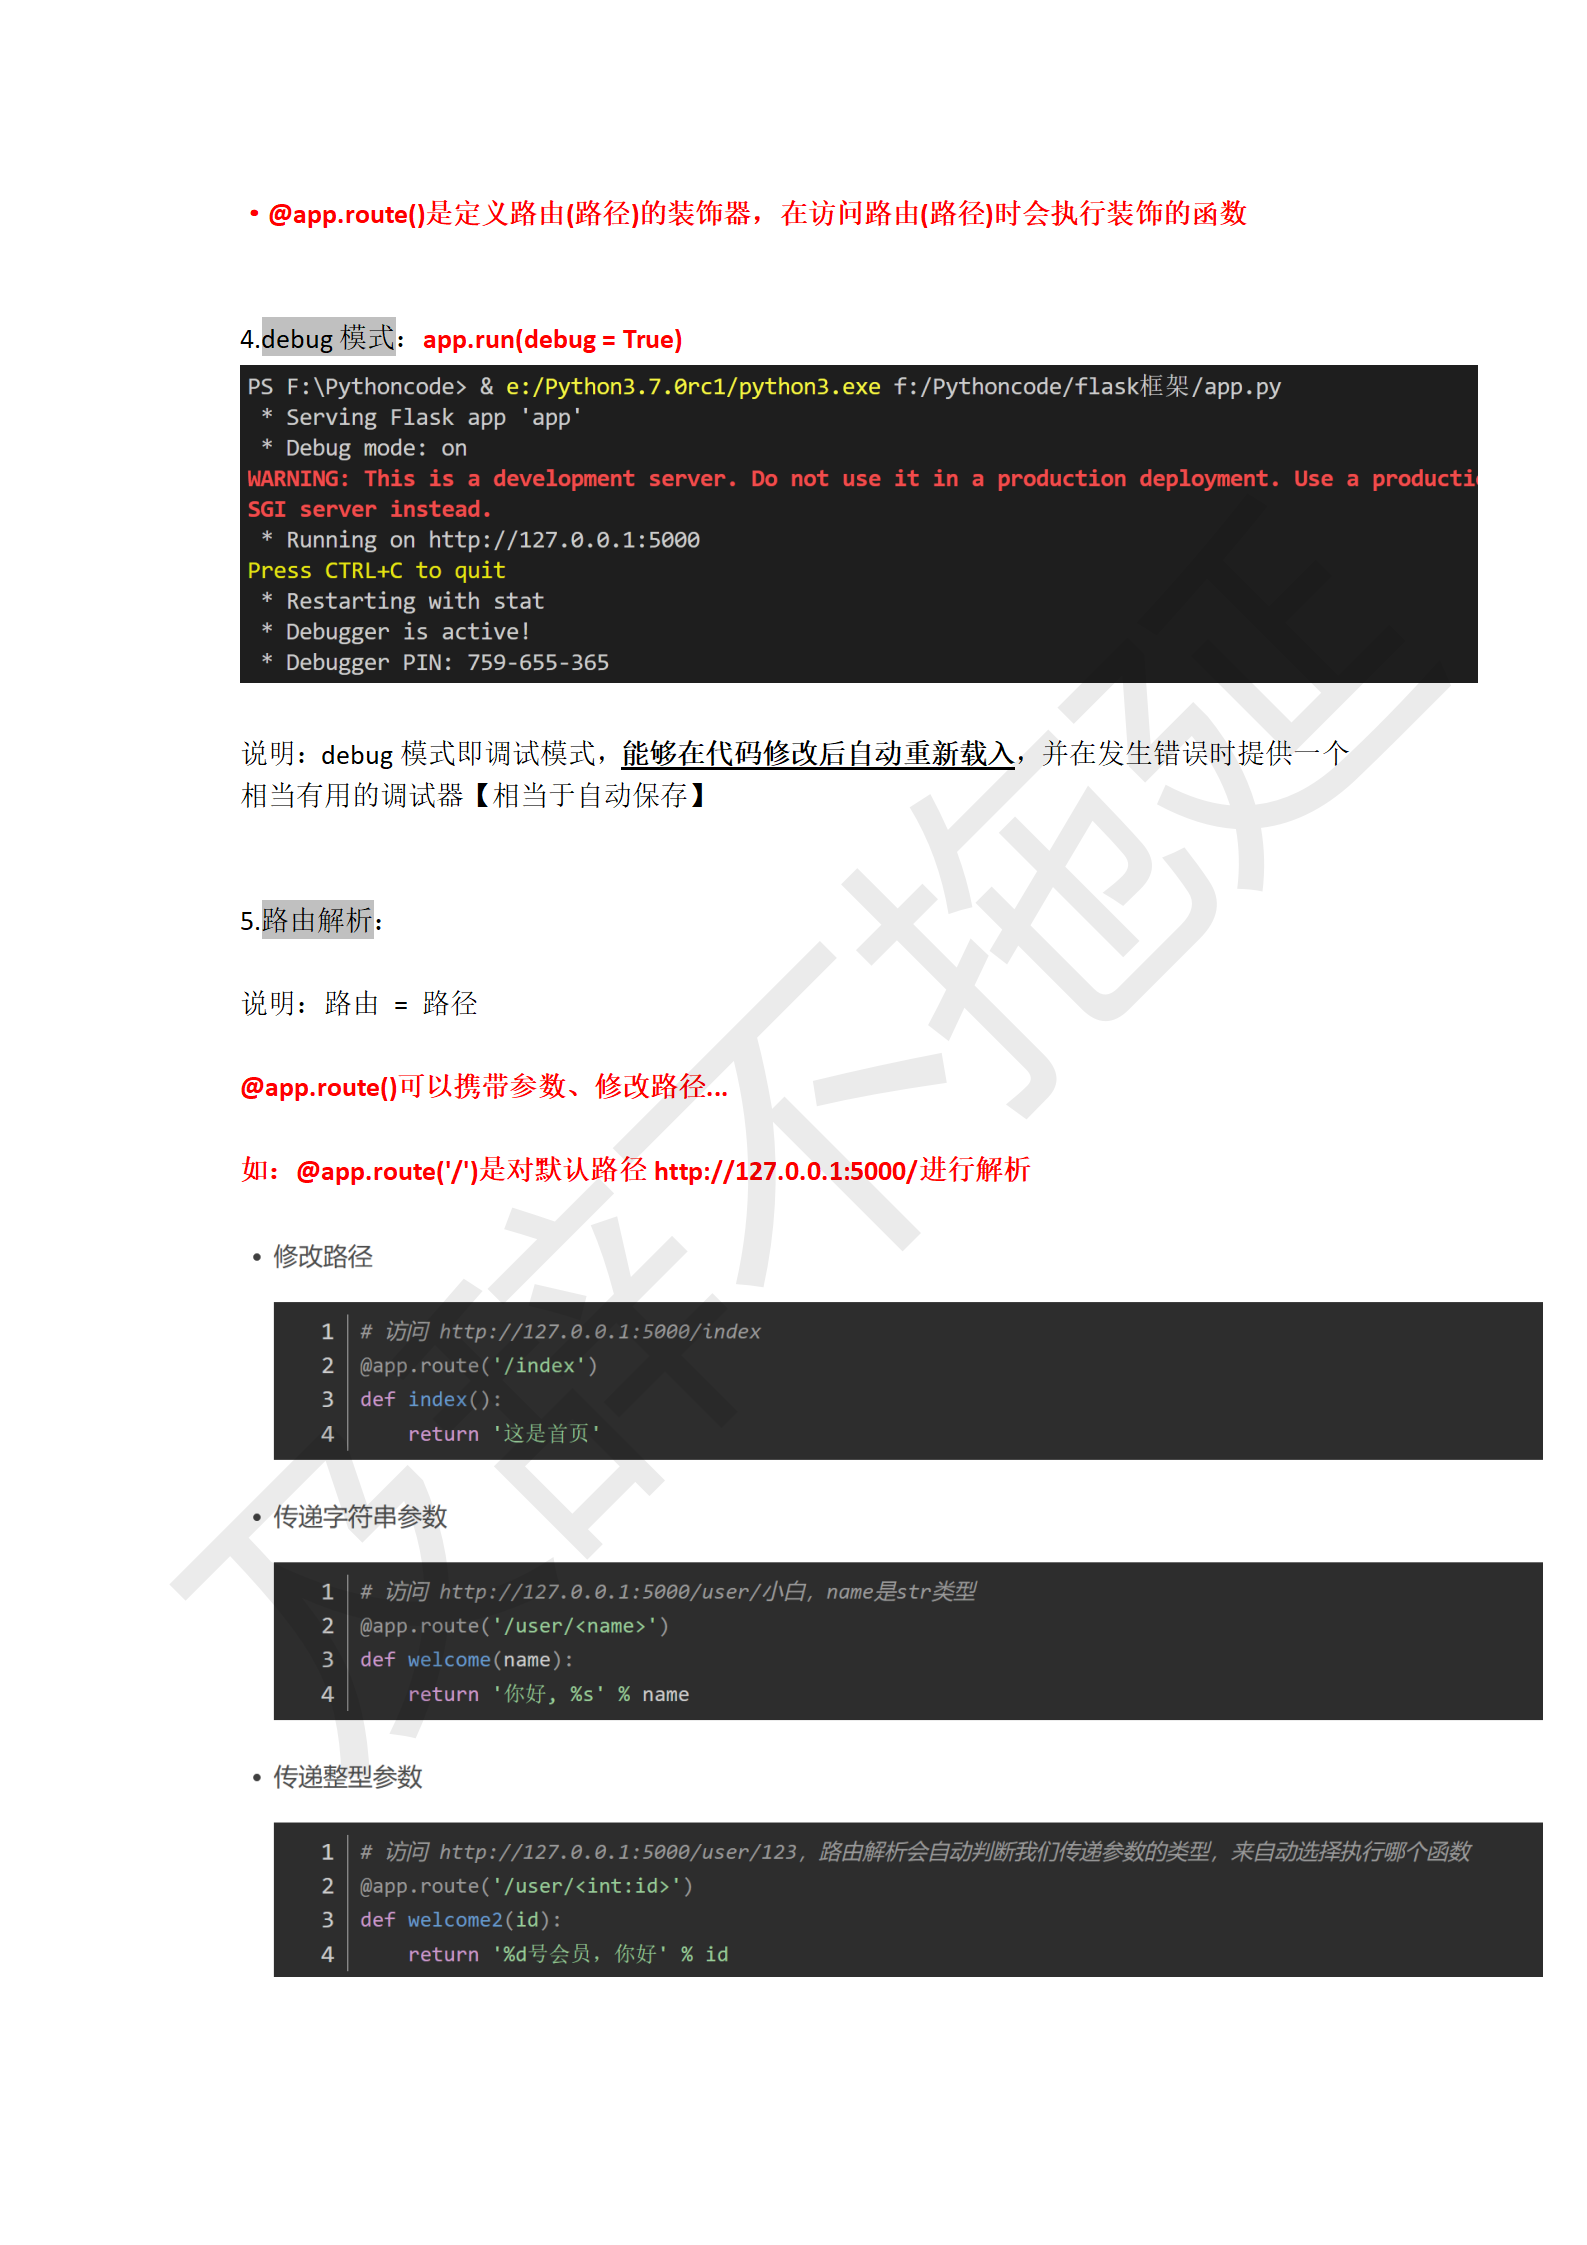 • @app.route()是定义路由(路径)的装饰器，在访问路由(路径)时会执行装饰的函数
4.debug 模式：app.run(debug = True)
PS F:\Pythoncode> & e:/Python3.7.0rc1/python3.exe f:/Pythoncode/flask框架/app.py
* Serving Flask app 'app'
* Debug mode: on
WARNING: This is a development server. Do not use it in a production deployment. Use a producti
SGI server instead.
* Running on http://127.0.0.1:5000
Press CTRL+C to quit
* Restarting with stat
* Debugger is active!
* Debugger PIN: 759-655-365
说明：debug 模式即调试模式，能够在代码修改后自动重新载入，并在发生错误时提供一个
相当有用的调试器【相当于自动保存】
5.路由解析：
说明：路由 = 路径
@app.route()可以携带参数、修改路径...
如：@app.route('/')是对默认路径 http://127.0.0.1:5000/进行解析
• 修改路径
1 # 访问 http://127.0.0.1:5000/index
2 @app.route('/index')
3 def index():
4     return '这是首页'
• 传递字符串参数
1 # 访问 http://127.0.0.1:5000/user/小白，name是str类型
2 @app.route('/user/<name>')
3 def welcome(name):
4     return '你好, %s' % name
• 传递整型参数
1 # 访问 http://127.0.0.1:5000/user/123，路由解析会自动判断我们传递参数的类型，来自动选择执行哪个函数
2 @app.route('/user/<int:id>')
3 def welcome2(id):
4     return '%d号会员，你好' % id
及辞不拖延